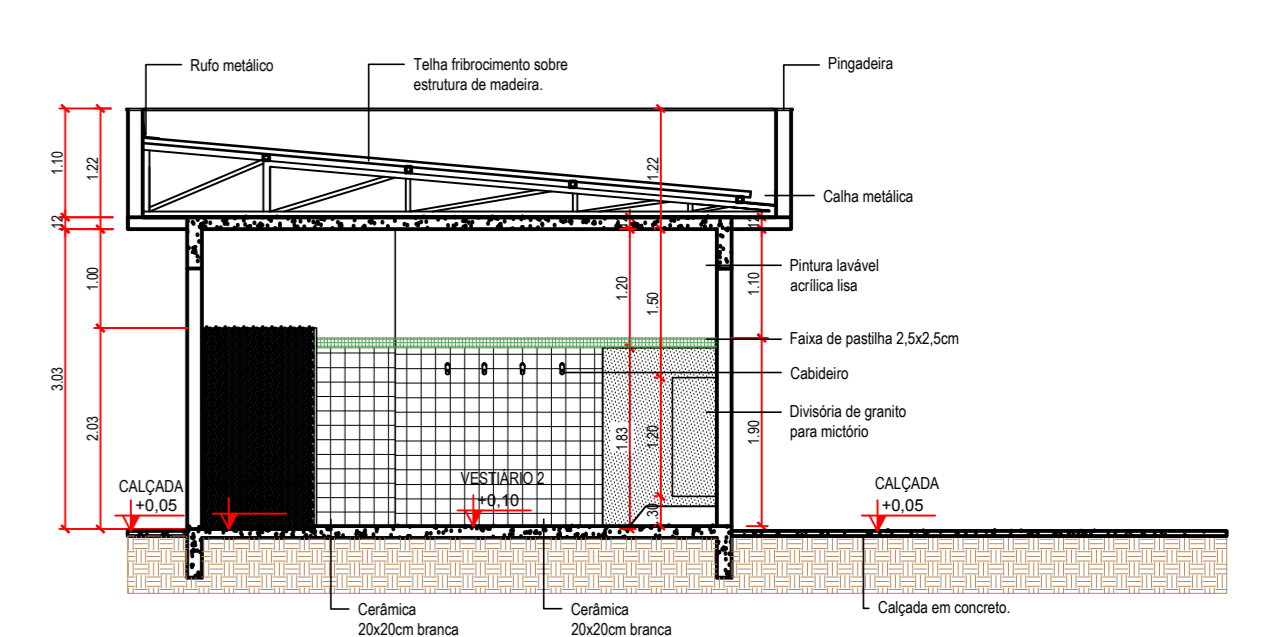 Rufo metálico
Telha fribrocimento sobre
estrutura de madeira.
Pingadeira
1.10
1.22
1.22
Calha metálica
12
12
Pintura lavável
acrílica lisa
1.00
1.20
1.50
1.10
Faixa de pastilha 2,5x2,5cm
Cabideiro
3.03
2.03
Divisória de granito
para mictório
1.83
1.20
1.90
VESTIÁRIO 2
+0,10
CALÇADA
+0,05
CALÇADA
+0,05
.30
Cerâmica
20x20cm branca
Cerâmica
20x20cm branca
Calçada em concreto.